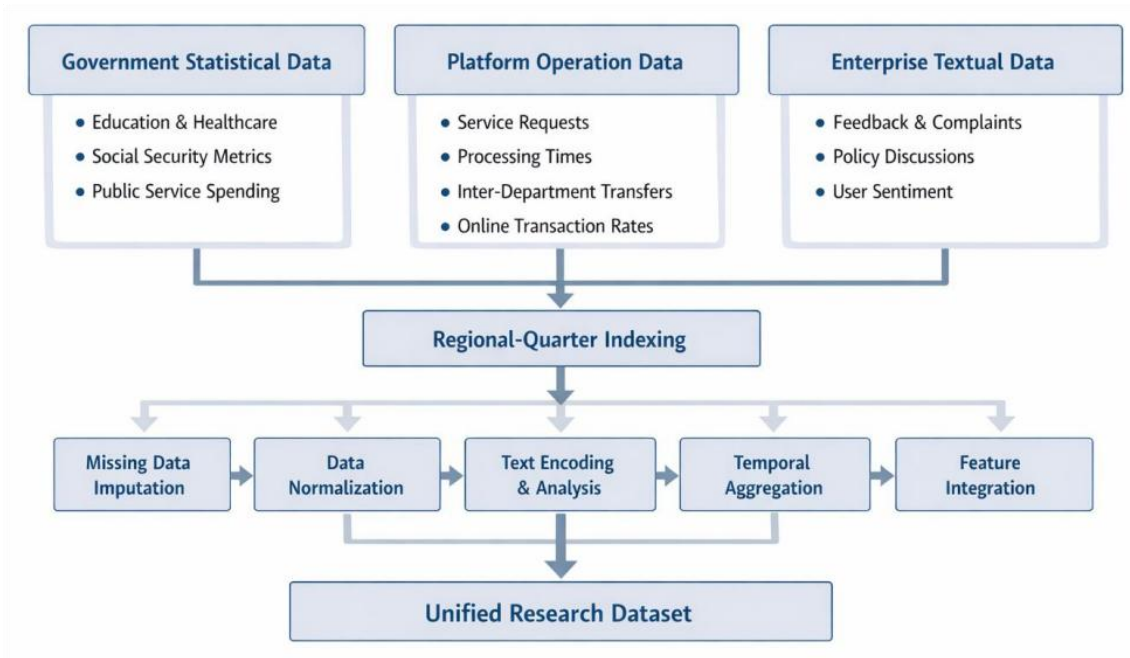 Government Statistical Data
• Education & Healthcare
• Social Security Metrics
• Public Service Spending
Platform Operation Data
• Service Requests
• Processing Times
• Inter-Department Transfers
• Online Transaction Rates
Enterprise Textual Data
• Feedback & Complaints
• Policy Discussions
• User Sentiment
Regional-Quarter Indexing
Missing Data
Imputation
Data
Normalization
Text Encoding
& Analysis
Temporal
Aggregation
Feature
Integration
Unified Research Dataset